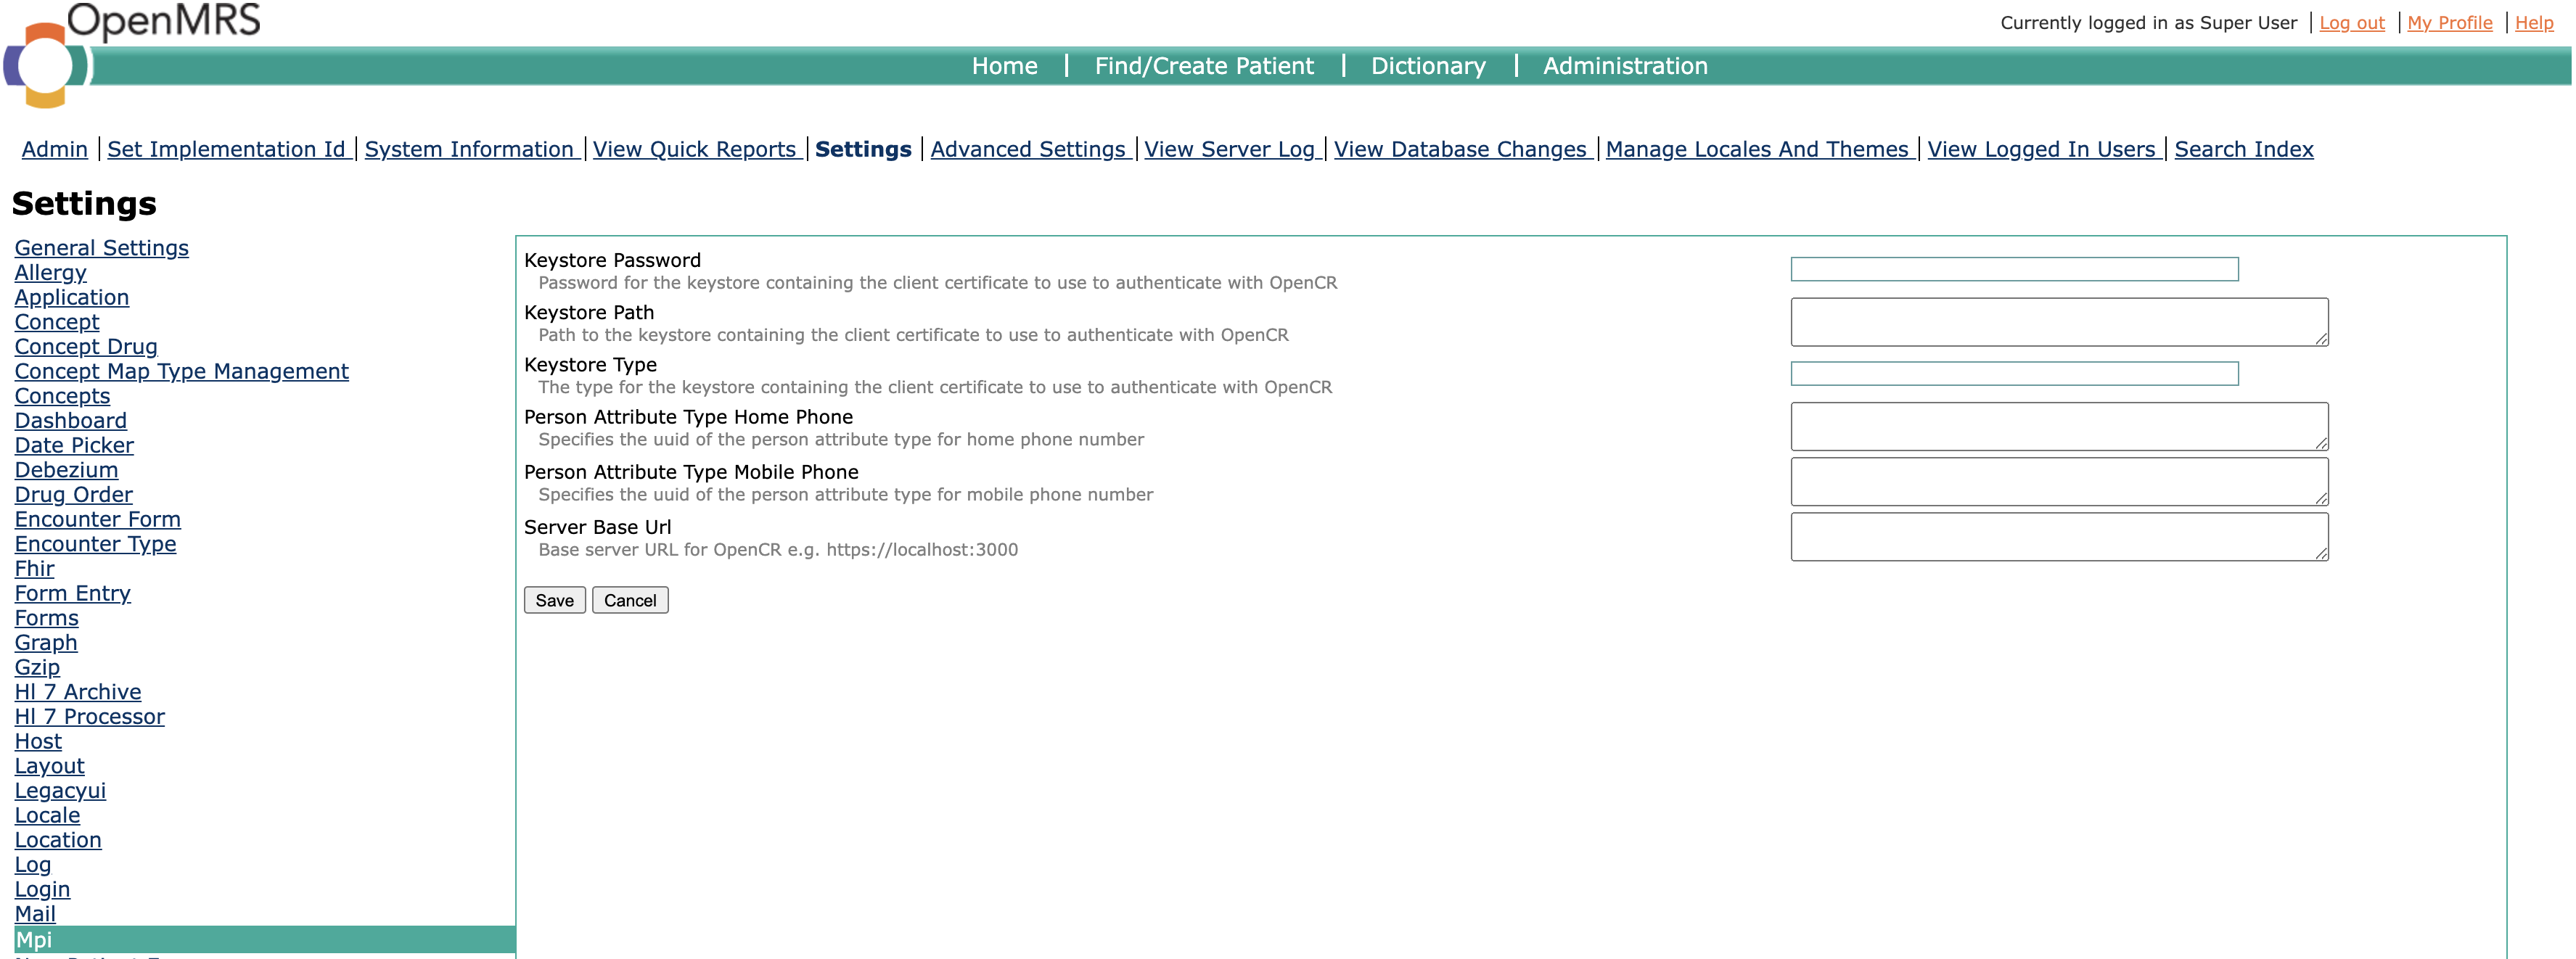 OpenMRS
Currently logged in as Super User | Log out | My Profile | Help
Home | Find/Create Patient | Dictionary | Administration
Admin | Set Implementation Id | System Information | View Quick Reports | Settings | Advanced Settings | View Server Log | View Database Changes | Manage Locales And Themes | View Logged In Users | Search Index
Settings
General Settings
Allergy
Application
Concept
Concept Drug
Concept Map Type Management
Concepts
Dashboard
Date Picker
Debezium
Drug Order
Encounter Form
Encounter Type
Fhir
Form Entry
Forms
Graph
Gzip
Hl 7 Archive
Hl 7 Processor
Host
Layout
Legacyui
Locale
Location
Log
Login
Mail
Mpi
Keystore Password
Password for the keystore containing the client certificate to use to authenticate with OpenCR
Keystore Path
Path to the keystore containing the client certificate to use to authenticate with OpenCR
Keystore Type
The type for the keystore containing the client certificate to use to authenticate with OpenCR
Person Attribute Type Home Phone
Specifies the uuid of the person attribute type for home phone number
Person Attribute Type Mobile Phone
Specifies the uuid of the person attribute type for mobile phone number
Server Base Url
Base server URL for OpenCR e.g. https://localhost:3000
Save Cancel